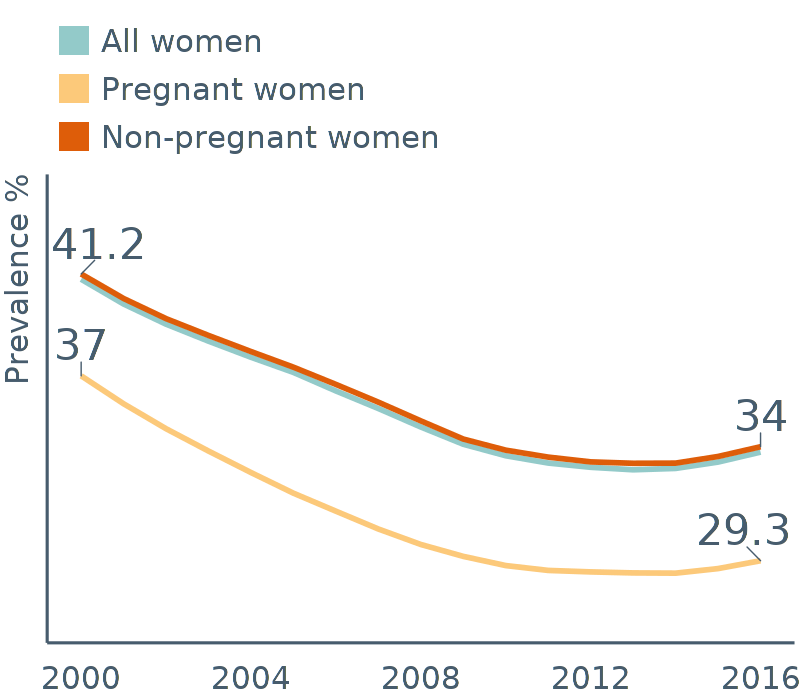 All women
Pregnant women
Non-pregnant women
Prevalence %
41.2
37
34
29.3
2000 2004 2008 2012 2016